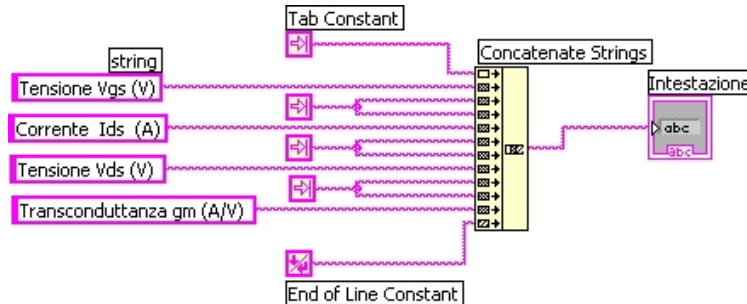 Tab Constant
string
Concatenate Strings
Tensione Vgs (V)
Intestazione
Corrente Ids (A)
abc
abc
Tensione Vds (V)
Transconduttanza gm (A/V)
End of Line Constant